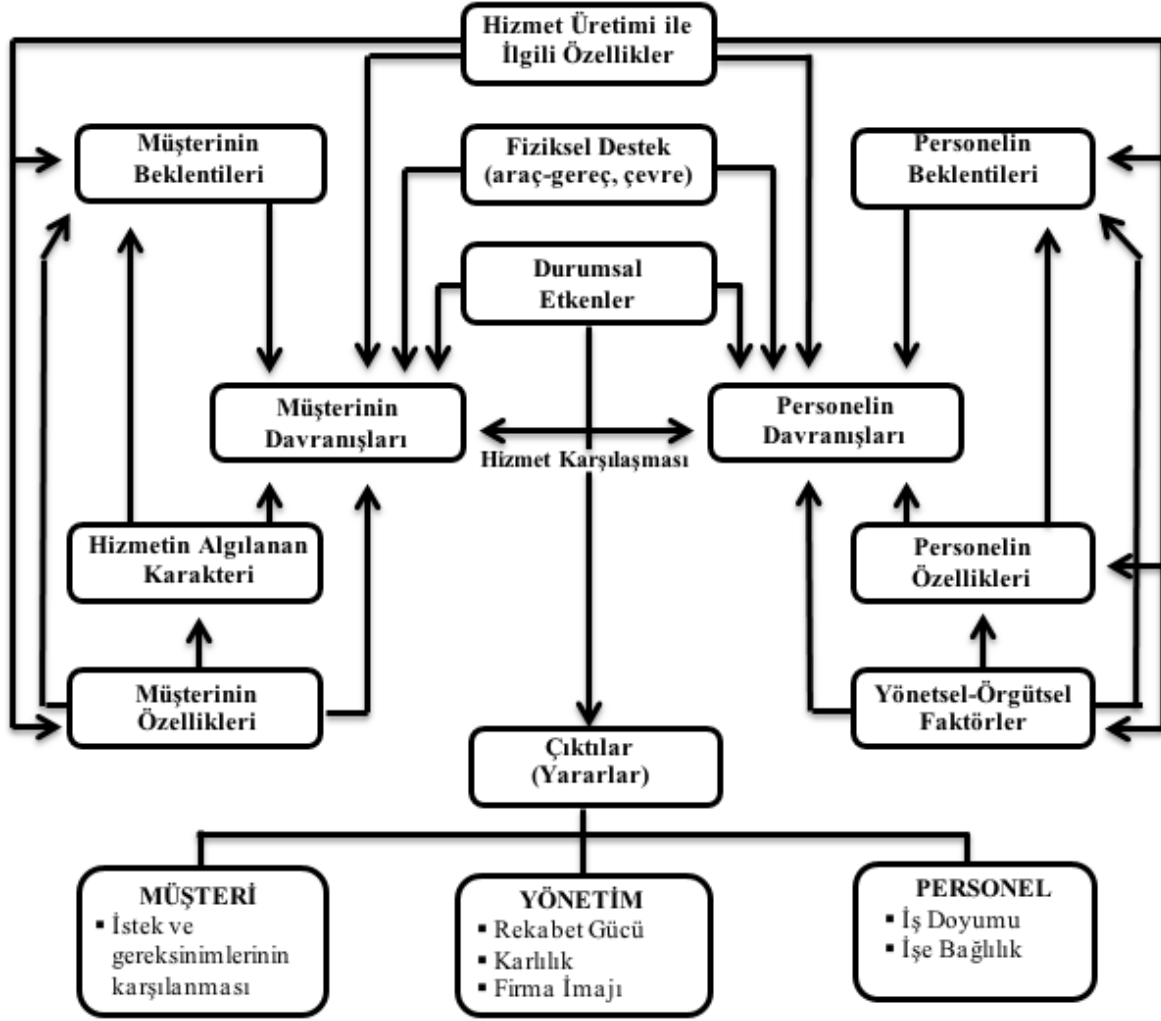 Hizmet Üretimi ile
İlgili Özellikler
Müşterinin
Beklentileri
Fiziksel Destek
(araç-gereç, çevre)
Personelin
Beklentileri
Durumsal
Etkenler
Müşterinin
Davranışları
Personelin
Davranışları
Hizmet Karşılaşması
Hizmetin Algılanan
Karakteri
Personelin
Özellikleri
Müşterinin
Özellikleri
Yönetsel-Örgütsel
Faktörler
Çıktılar
(Yararlar)
MÜŞTERİ
▪ İstek ve
gereksinimlerinin
karşılanması
YÖNETİM
▪ Rekabet Gücü
▪ Karlılık
▪ Firma İmajı
PERSONEL
▪ İş Doyumu
▪ İşe Bağlılık